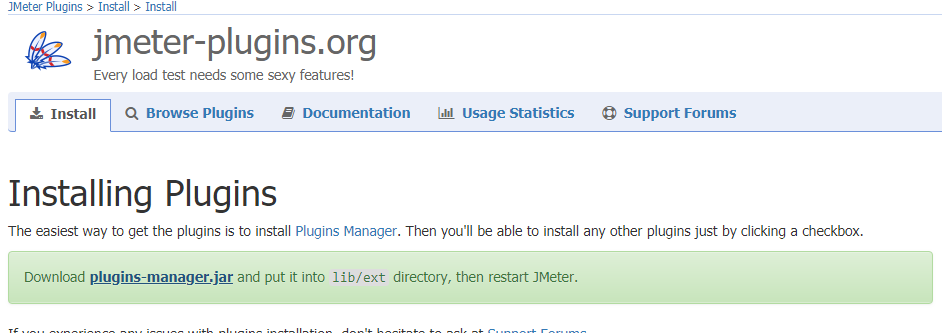 JMeter Plugins > Install > Install
jmeter-plugins.org
Every load test needs some sexy features!
Install Browse Plugins Documentation Usage Statistics Support Forums
Installing Plugins
The easiest way to get the plugins is to install Plugins Manager. Then you'll be able to install any other plugins just by clicking a checkbox.
Download plugins-manager.jar and put it into lib/ext directory, then restart JMeter.
If you experience any issues with plugins installation, don't hesitate to ask at Support Forums